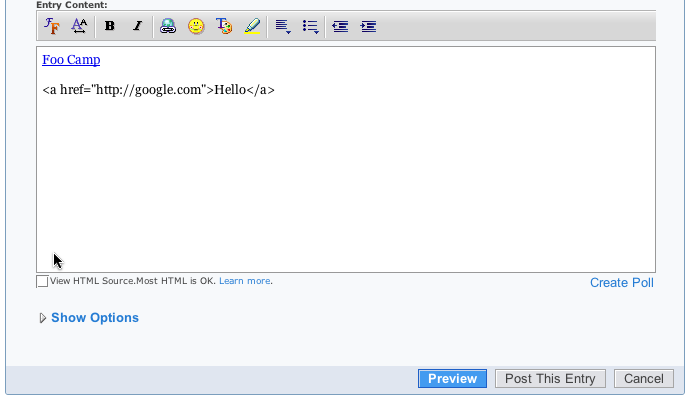 Entry Content:
B I
Foo Camp
<a href="http://google.com">Hello</a>
View HTML Source.Most HTML is OK. Learn more.
Create Poll
Show Options
Preview Post This Entry Cancel